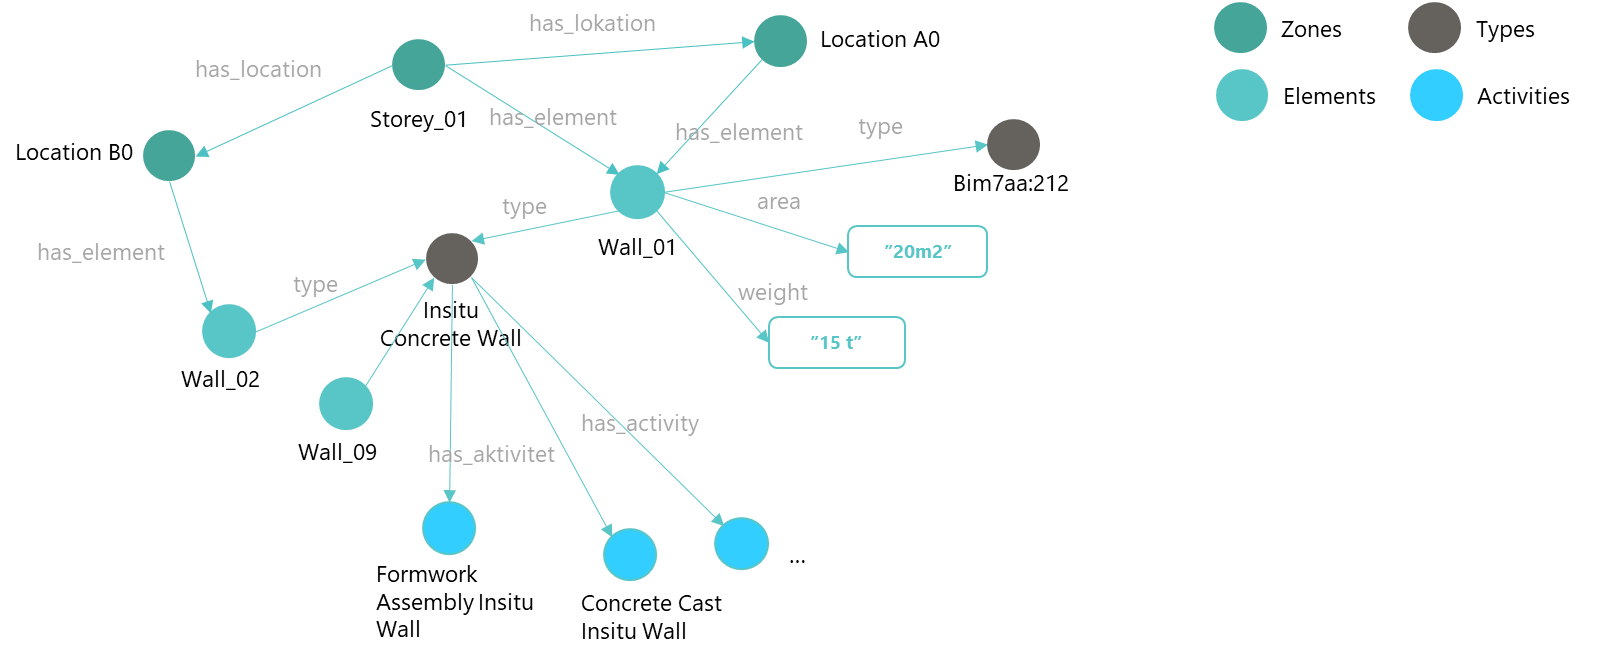 has_lokation
Location A0
Zones
Types
has_location
Storey_01
has_element
Elements
Activities
Location B0
has_element
type
Bim7aa:212
type
area
Wall_01
has_element
”20m2”
type
weight
Insitu
Concrete Wall
”15 t”
Wall_02
has_activity
Wall_09
has_aktivitet
...
Formwork
Assembly Insitu
Wall
Concrete Cast
Insitu Wall